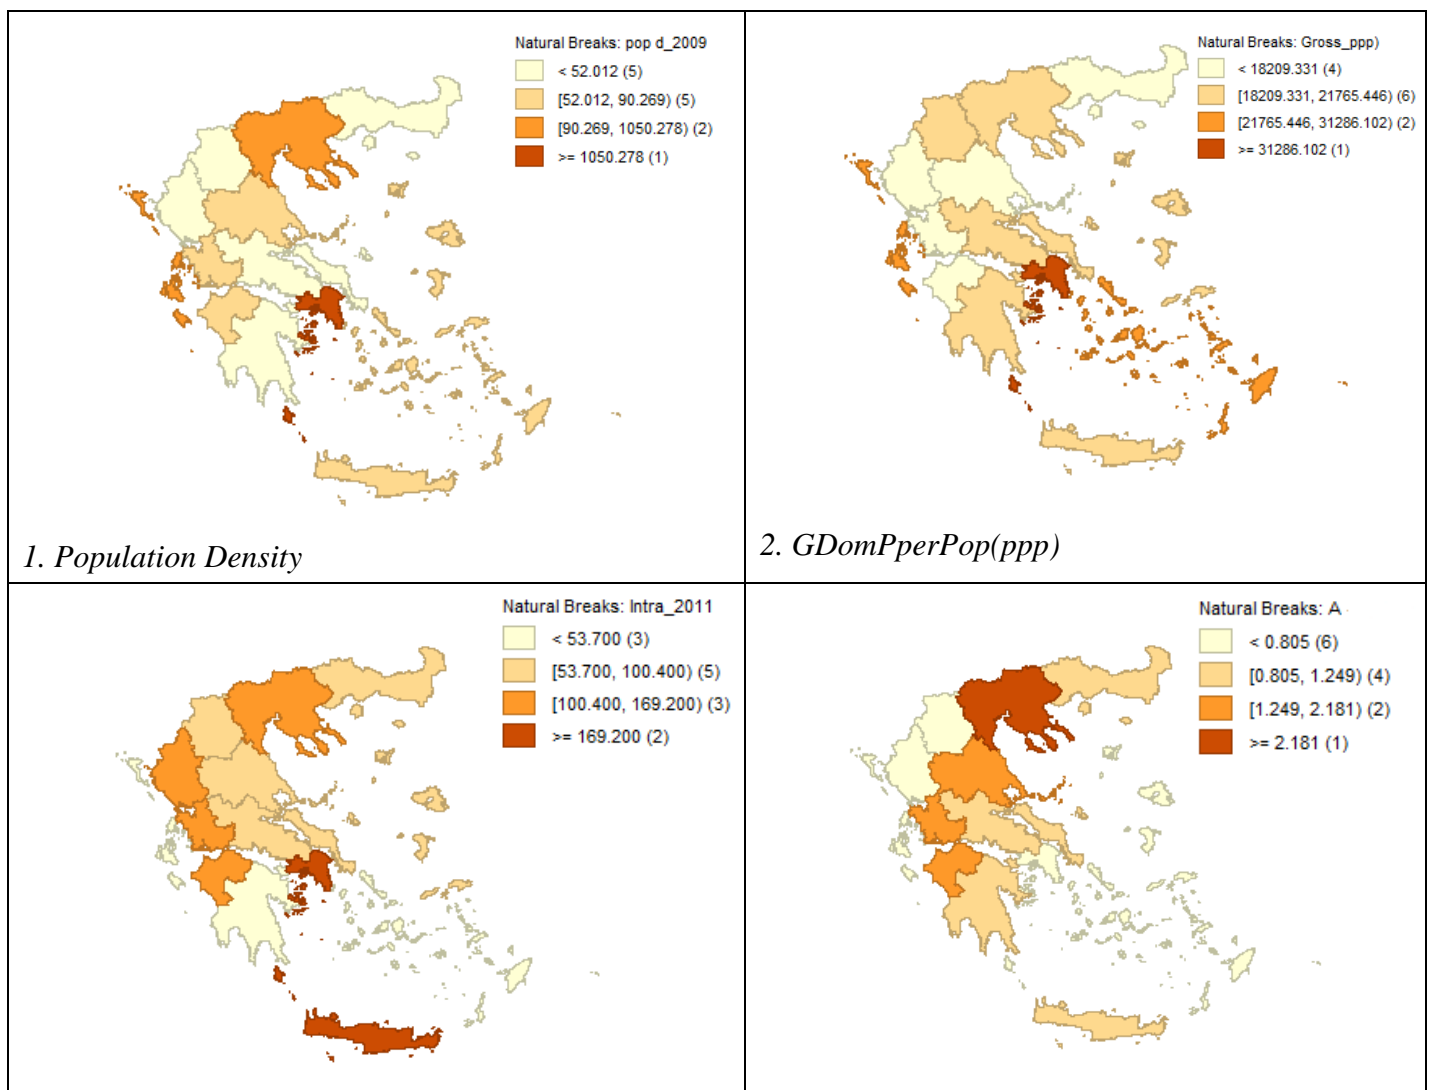 Natural Breaks: pop d_2009
< 52.012 (5)
[52.012, 90.269) (5)
[90.269, 1050.278) (2)
>= 1050.278 (1)
1. Population Density
Natural Breaks: Gross_ppp)
< 18209.331 (4)
[18209.331, 21765.446) (6)
[21765.446, 31286.102) (2)
>= 31286.102 (1)
2. GDomPperPop(ppp)
Natural Breaks: Intra_2011
< 53.700 (3)
[53.700, 100.400) (5)
[100.400, 169.200) (3)
>= 169.200 (2)
Natural Breaks: A
< 0.805 (6)
[0.805, 1.249) (4)
[1.249, 2.181) (2)
>= 2.181 (1)